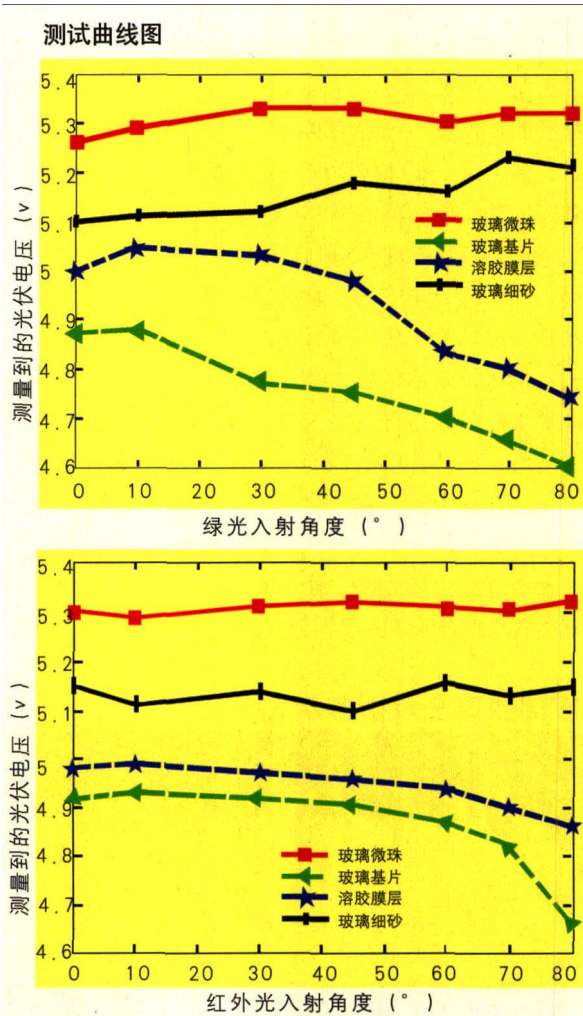 测试曲线图
5.4
5.3
5.2
5.1
5
4.9
4.8
4.7
4.6
测量到的光伏电压(v)
玻璃微珠
玻璃基片
溶胶膜层
玻璃细砂
0 10 20 30 40 50 60 70 80
绿光入射角度(°)
5.4
5.3
5.2
5.1
5
4.9
4.8
4.7
4.6
测量到的光伏电压(v)
玻璃微珠
玻璃基片
溶胶膜层
玻璃细砂
0 10 20 30 40 50 60 70 80
红外光入射角度(°)